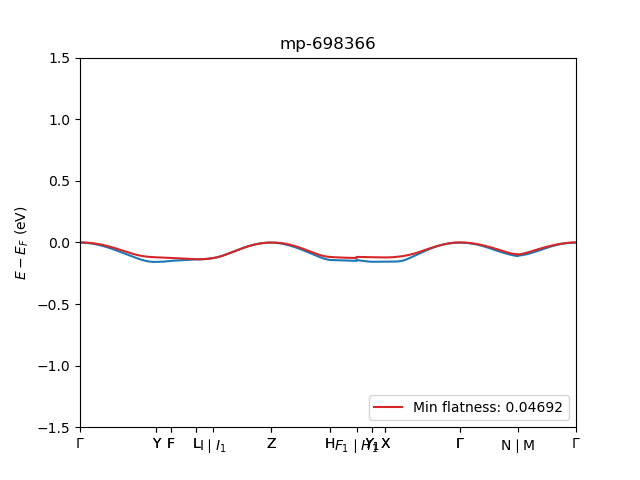 mp-698366
E − E_F (eV)
1.5
1.0
0.5
0.0
−0.5
−1.0
−1.5
Min flatness: 0.04692
Γ Y F L I | I₁ Z H F₁ | H₁ Y₁ X Γ N | M Γ